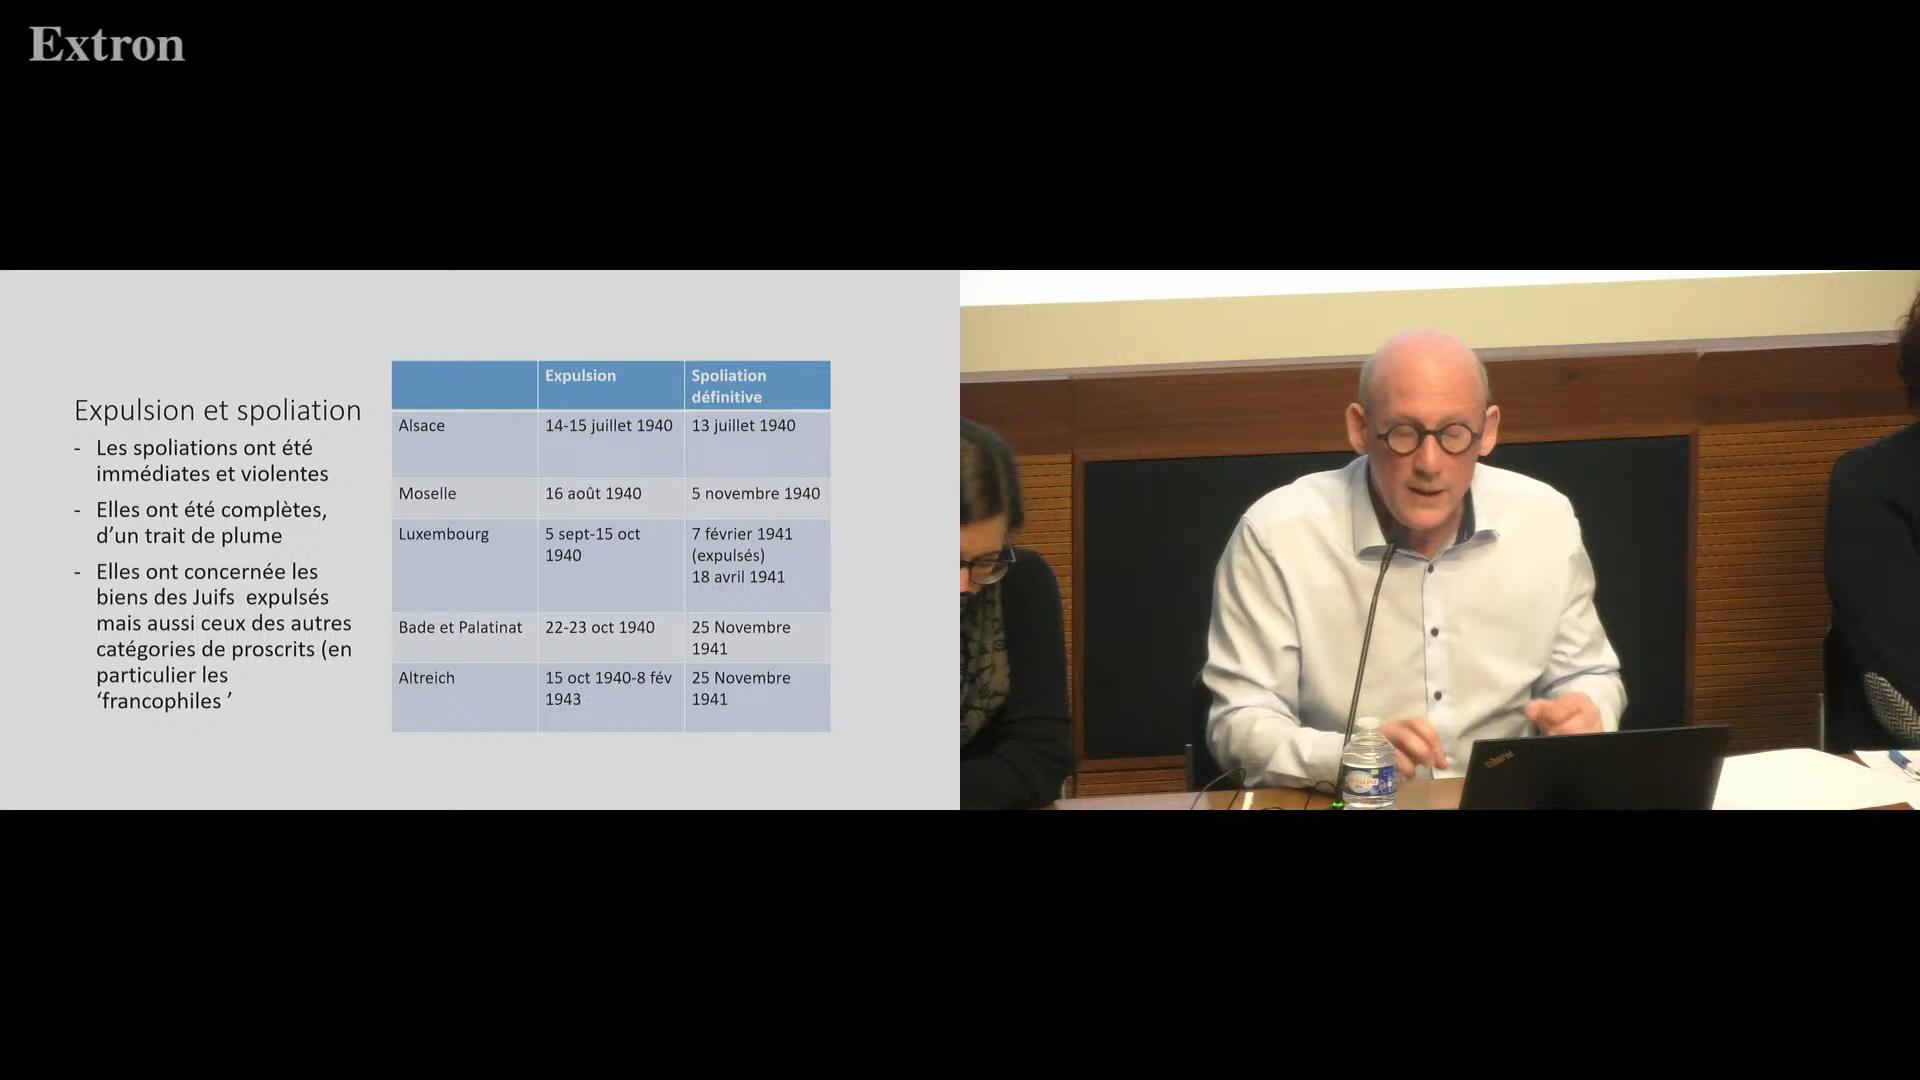 Extron
Expulsion et spoliation
- Les spoliations ont été
immédiates et violentes
- Elles ont été complètes,
d’un trait de plume
- Elles ont concernée les
biens des Juifs expulsés
mais aussi ceux des autres
catégories de proscrits (en
particulier les
‘francophiles ’
Expulsion Spoliation
définitive
Alsace 14-15 juillet 1940 13 juillet 1940
Moselle 16 août 1940 5 novembre 1940
Luxembourg 5 sept-15 oct 7 février 1941
1940 (expulsés)
18 avril 1941
Bade et Palatinat 22-23 oct 1940 25 Novembre
1941
Altreich 15 oct 1940-8 fév 25 Novembre
1943 1941
ThinkPad